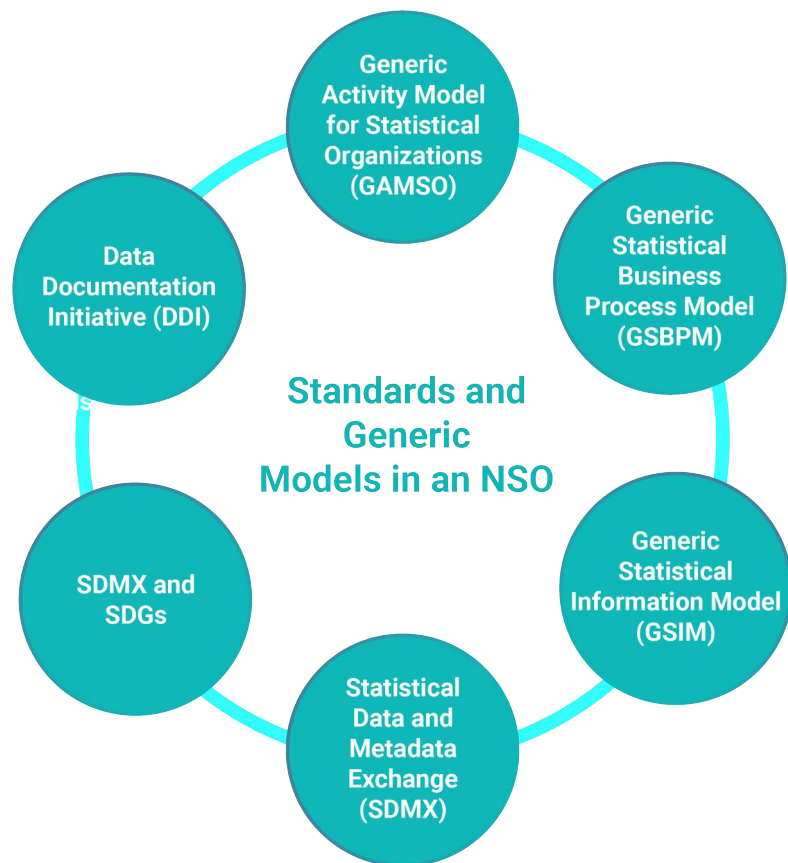 Generic
Activity Model
for Statistical
Organizations
(GAMSO)
Generic
Statistical
Business
Process Model
(GSBPM)
Data
Documentation
Initiative (DDI)
Standards and
Generic
Models in an NSO
Generic
Statistical
Information Model
(GSIM)
SDMX and
SDGs
Statistical
Data and
Metadata
Exchange
(SDMX)